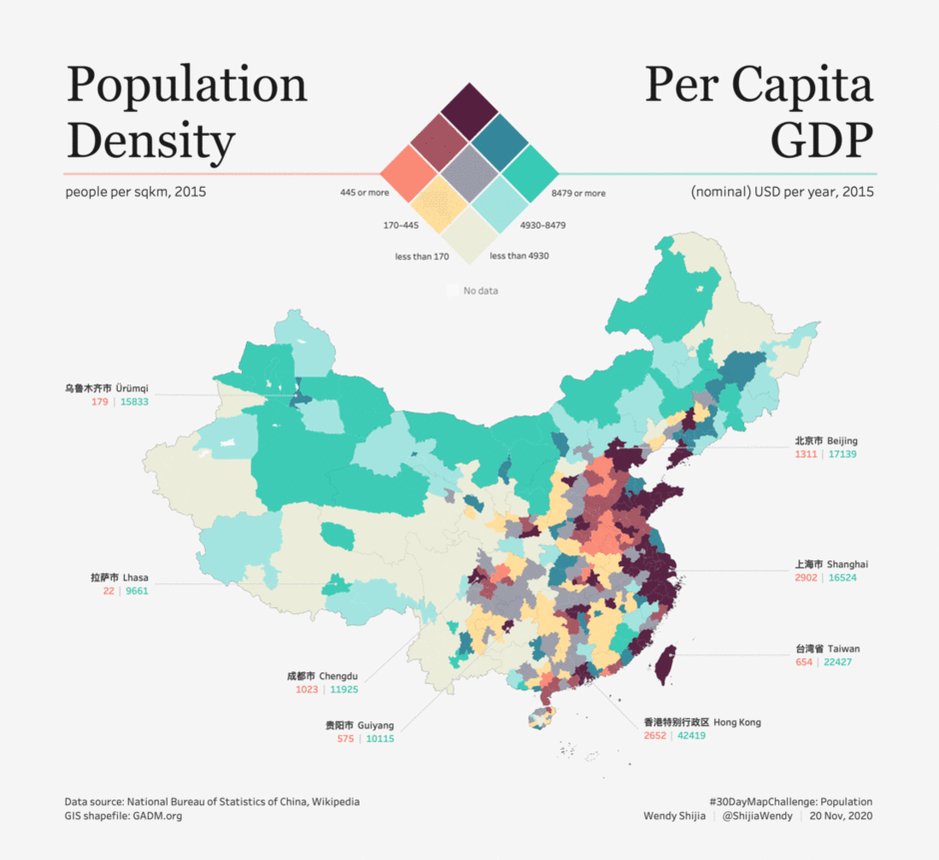 Population
Density
Per Capita
GDP
people per sqkm, 2015
(nominal) USD per year, 2015
445 or more
8479 or more
170-445
4930-8479
less than 170
less than 4930
No data
乌鲁木齐市 Ürümqi
179 | 15833
北京市 Beijing
1311 | 17139
上海市 Shanghai
2902 | 16524
拉萨市 Lhasa
22 | 9661
台湾省 Taiwan
654 | 22427
成都市 Chengdu
1023 | 11925
贵阳市 Guiyang
575 | 10115
香港特别行政区 Hong Kong
2652 | 42419
Data source: National Bureau of Statistics of China, Wikipedia
GIS shapefile: GADM.org
#30DayMapChallenge: Population
Wendy Shijia | @ShijiaWendy | 20 Nov, 2020